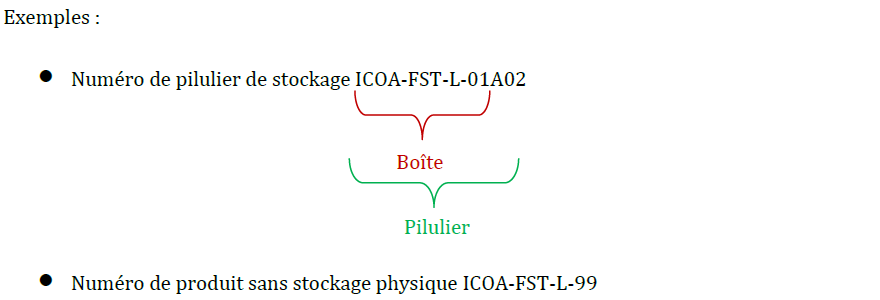 Exemples :
● Numéro de pilulier de stockage ICOA-FST-L-01A02
Boîte
Pilulier
● Numéro de produit sans stockage physique ICOA-FST-L-99